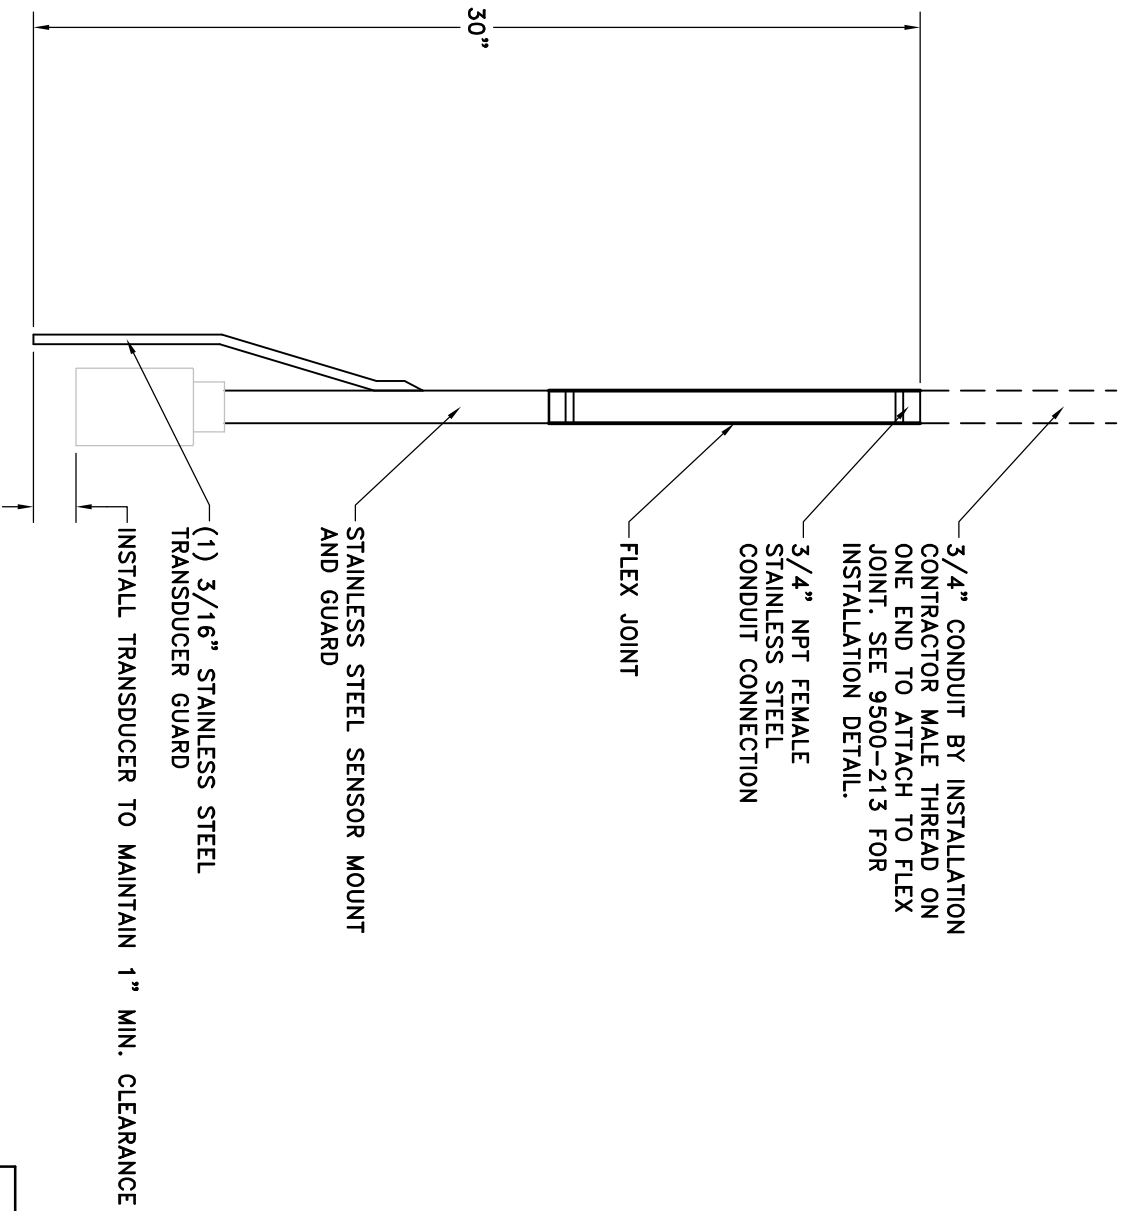 30"
3/4" CONDUIT BY INSTALLATION
CONTRACTOR MALE THREAD ON
ONE END TO ATTACH TO FLEX
JOINT. SEE 9500-213 FOR
INSTALLATION DETAIL.
3/4" NPT FEMALE
STAINLESS STEEL
CONDUIT CONNECTION
FLEX JOINT
STAINLESS STEEL SENSOR MOUNT
AND GUARD
(1) 3/16" STAINLESS STEEL
TRANSDUCER GUARD
INSTALL TRANSDUCER TO MAINTAIN 1" MIN. CLEARANCE